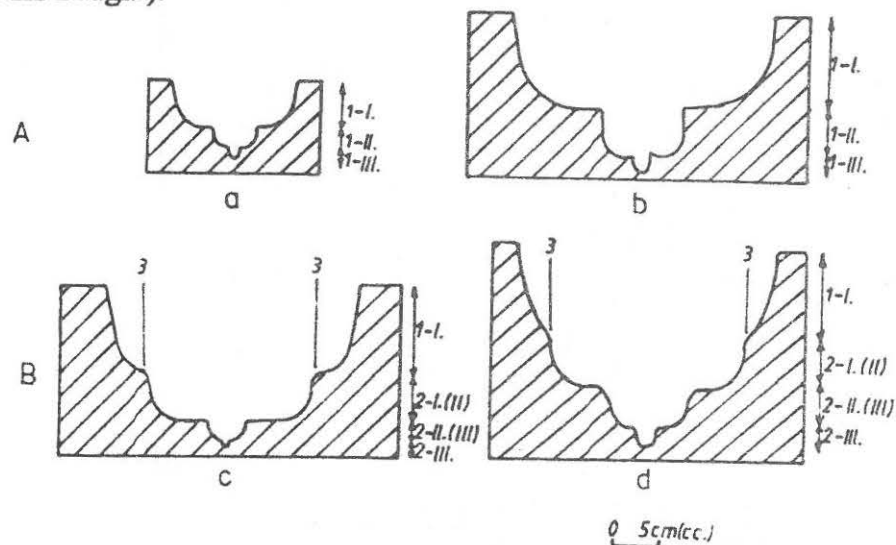 A
1-I.
1-II.
1-III.
a
1-I.
1-II.
1-III.
b
B
3
3
1-I.
2-I.(II)
2-II.(III)
2-III.
c
3
3
1-I.
2-I.(II)
2-II.(III)
2-III.
d
0 5cm(cc.)